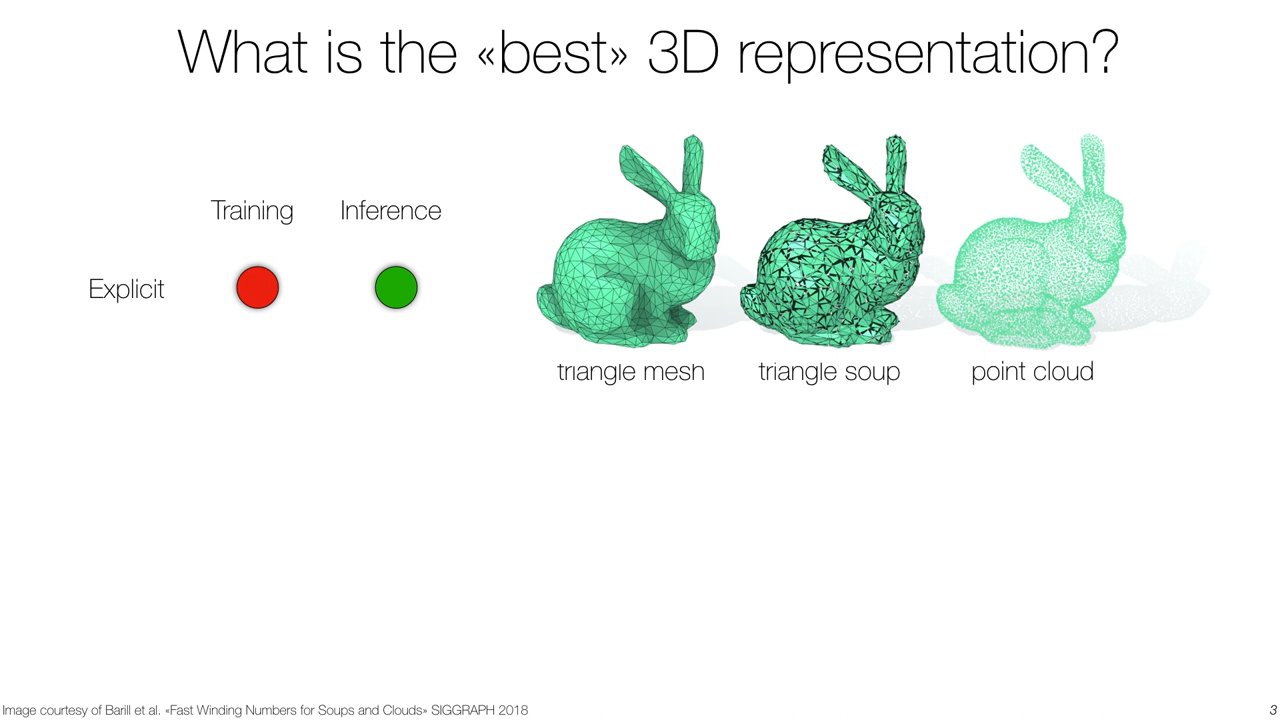 What is the «best» 3D representation?
Training Inference
Explicit
triangle mesh triangle soup point cloud
Image courtesy of Barill et al. «Fast Winding Numbers for Soups and Clouds» SIGGRAPH 2018
3